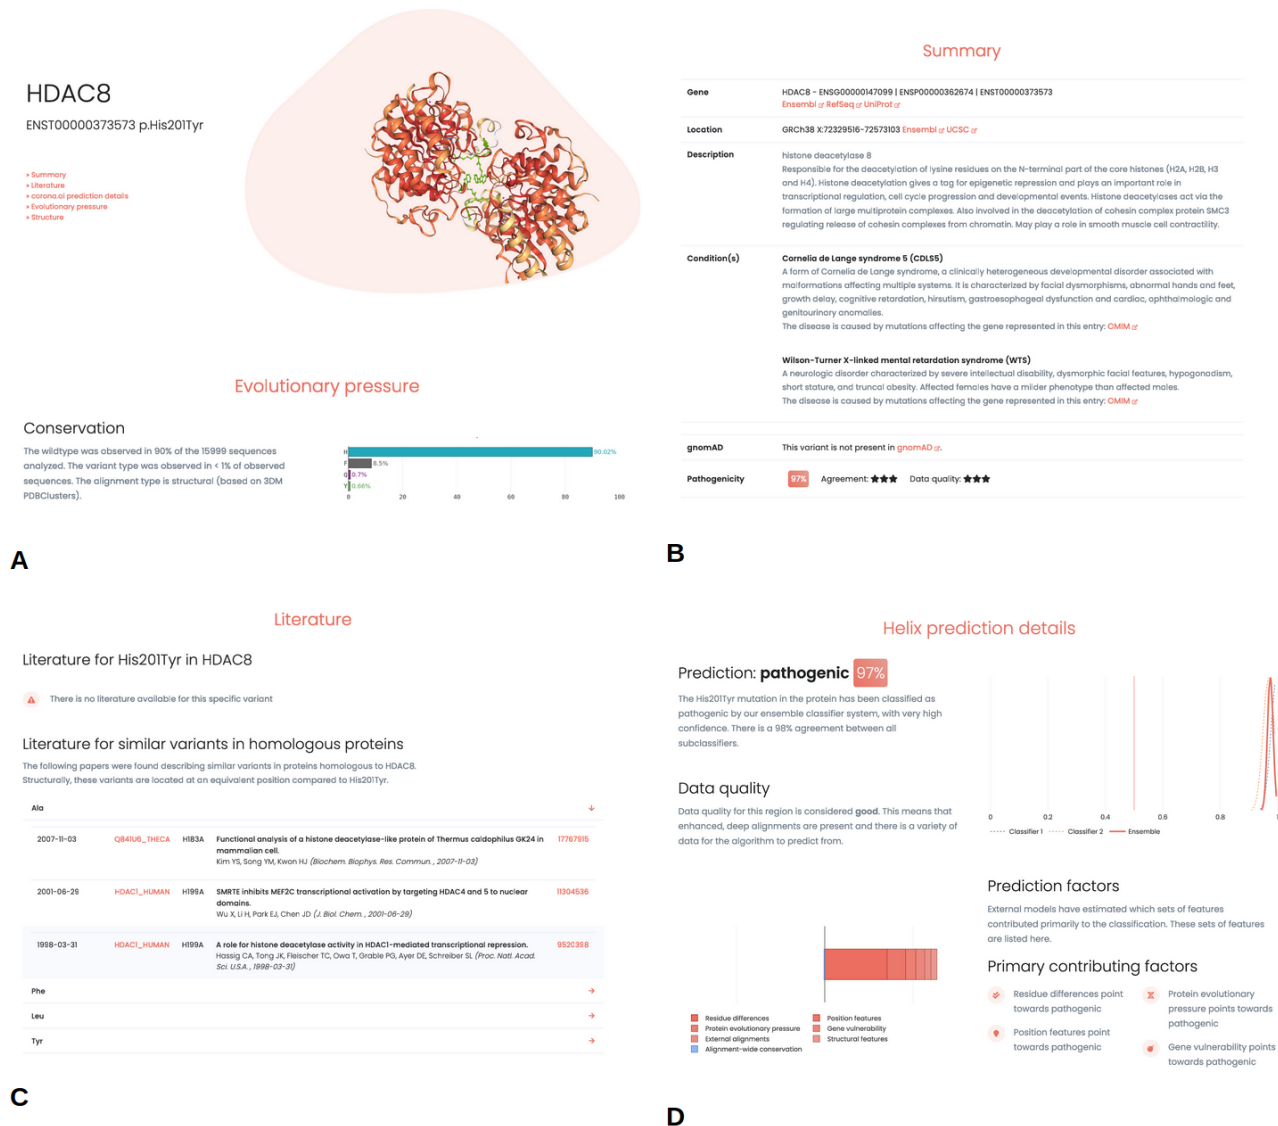 HDAC8
ENST00000373573 p.His201Tyr
» Summary
» Literature
» corona.ai prediction details
» Evolutionary pressure
» Structure
Evolutionary pressure
Conservation
The wildtype was observed in 90% of the 15999 sequences
analyzed. The variant type was observed in < 1% of observed
sequences. The alignment type is structural (based on 3DM
PDBClusters).
H 90.02%
F 8.5%
Q 0.7%
Y 0.66%
0 20 40 60 80 100
A
Summary
Gene HDAC8 - ENSG00000147099 | ENSP00000362674 | ENST00000373573
Ensembl RefSeq UniProt
Location GRCh38 X:72329516-72573103 Ensembl UCSC
Description histone deacetylase 8
Responsible for the deacetylation of lysine residues on the N-terminal part of the core histones (H2A, H2B, H3
and H4). Histone deacetylation gives a tag for epigenetic repression and plays an important role in
transcriptional regulation, cell cycle progression and developmental events. Histone deacetylases act via the
formation of large multiprotein complexes. Also involved in the deacetylation of cohesin complex protein SMC3
regulating release of cohesin complexes from chromatin. May play a role in smooth muscle cell contractility.
Condition(s) Cornelia de Lange syndrome 5 (CDLS5)
A form of Cornelia de Lange syndrome, a clinically heterogeneous developmental disorder associated with
malformations affecting multiple systems. It is characterized by facial dysmorphisms, abnormal hands and feet,
growth delay, cognitive retardation, hirsutism, gastroesophageal dysfunction and cardiac, ophthalmologic and
genitourinary anomalies.
The disease is caused by mutations affecting the gene represented in this entry: OMIM
Wilson-Turner X-linked mental retardation syndrome (WTS)
A neurologic disorder characterized by severe intellectual disability, dysmorphic facial features, hypogonadism,
short stature, and truncal obesity. Affected females have a milder phenotype than affected males.
The disease is caused by mutations affecting the gene represented in this entry: OMIM
gnomAD This variant is not present in gnomAD.
Pathogenicity 97% Agreement: ★★★ Data quality: ★★★
B
Literature
Literature for His201Tyr in HDAC8
There is no literature available for this specific variant
Literature for similar variants in homologous proteins
The following papers were found describing similar variants in proteins homologous to HDAC8.
Structurally, these variants are located at an equivalent position compared to His201Tyr.
Ala ↓
2007-11-03 Q84IU6_THECA H183A Functional analysis of a histone deacetylase-like protein of Thermus caldophilus GK24 in 17767915
mammalian cell.
Kim YS, Song YM, Kwon HJ (Biochem. Biophys. Res. Commun. , 2007-11-03)
2001-06-29 HDAC1_HUMAN H199A SMRTE inhibits MEF2C transcriptional activation by targeting HDAC4 and 5 to nuclear 11304536
domains.
Wu X, Li H, Park EJ, Chen JD (J. Biol. Chem. , 2001-06-29)
1998-03-31 HDAC1_HUMAN H199A A role for histone deacetylase activity in HDAC1-mediated transcriptional repression. 9520398
Hassig CA, Tong JK, Fleischer TC, Owa T, Grable PG, Ayer DE, Schreiber SL (Proc. Natl. Acad.
Sci. U.S.A. , 1998-03-31)
Phe →
Leu →
Tyr →
C
Helix prediction details
Prediction: pathogenic 97%
The His201Tyr mutation in the protein has been classified as
pathogenic by our ensemble classifier system, with very high
confidence. There is a 98% agreement between all
subclassifiers.
Data quality
Data quality for this region is considered good. This means that
enhanced, deep alignments are present and there is a variety of
data for the algorithm to predict from.
0 0.2 0.4 0.6 0.8
Classifier 1 Classifier 2 Ensemble
Residue differences Position features
Protein evolutionary pressure Gene vulnerability
External alignments Structural features
Alignment-wide conservation
Prediction factors
External models have estimated which sets of features
contributed primarily to the classification. These sets of features
are listed here.
Primary contributing factors
Residue differences point
towards pathogenic
Protein evolutionary
pressure points towards
pathogenic
Position features point
towards pathogenic
Gene vulnerability points
towards pathogenic
D